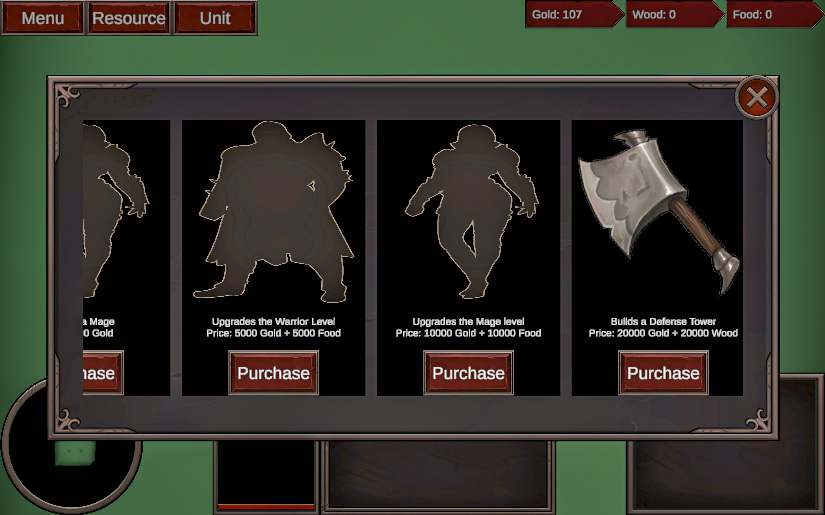 Menu
Resource
Unit
Gold: 107
Wood: 0
Food: 0
a Mage
0 Gold
hase
Upgrades the Warrior Level
Price: 5000 Gold + 5000 Food
Purchase
Upgrades the Mage level
Price: 10000 Gold + 10000 Food
Purchase
Builds a Defense Tower
Price: 20000 Gold + 20000 Wood
Purchase